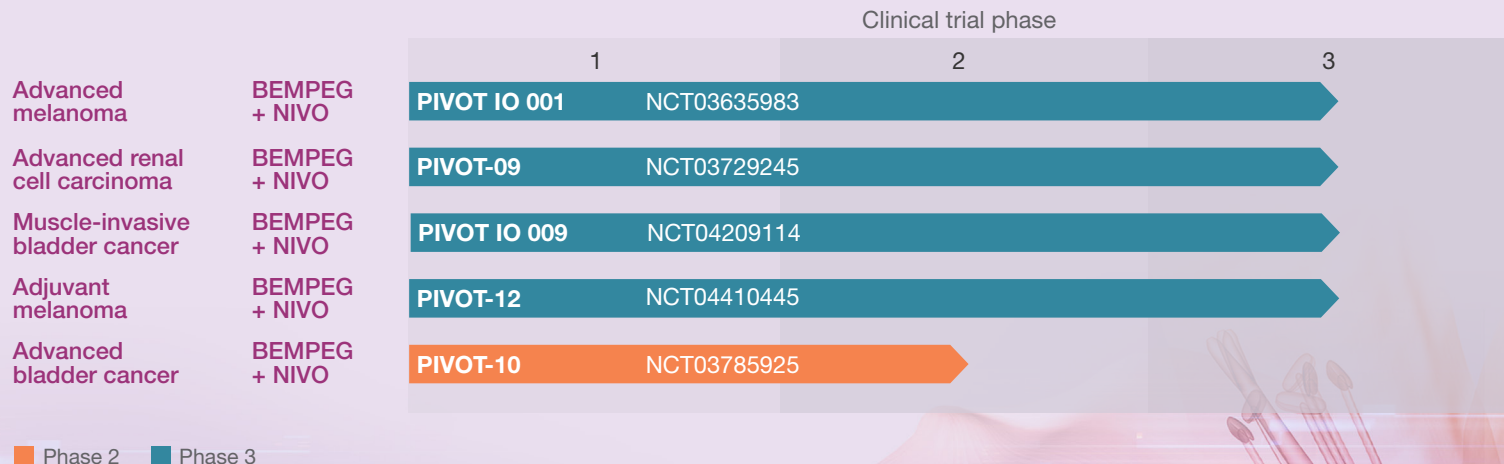 Clinical trial phase
1 2 3
Advanced melanoma BEMPEG + NIVO PIVOT IO 001 NCT03635983
Advanced renal cell carcinoma BEMPEG + NIVO PIVOT-09 NCT03729245
Muscle-invasive bladder cancer BEMPEG + NIVO PIVOT IO 009 NCT04209114
Adjuvant melanoma BEMPEG + NIVO PIVOT-12 NCT04410445
Advanced bladder cancer BEMPEG + NIVO PIVOT-10 NCT03785925
Phase 2 Phase 3